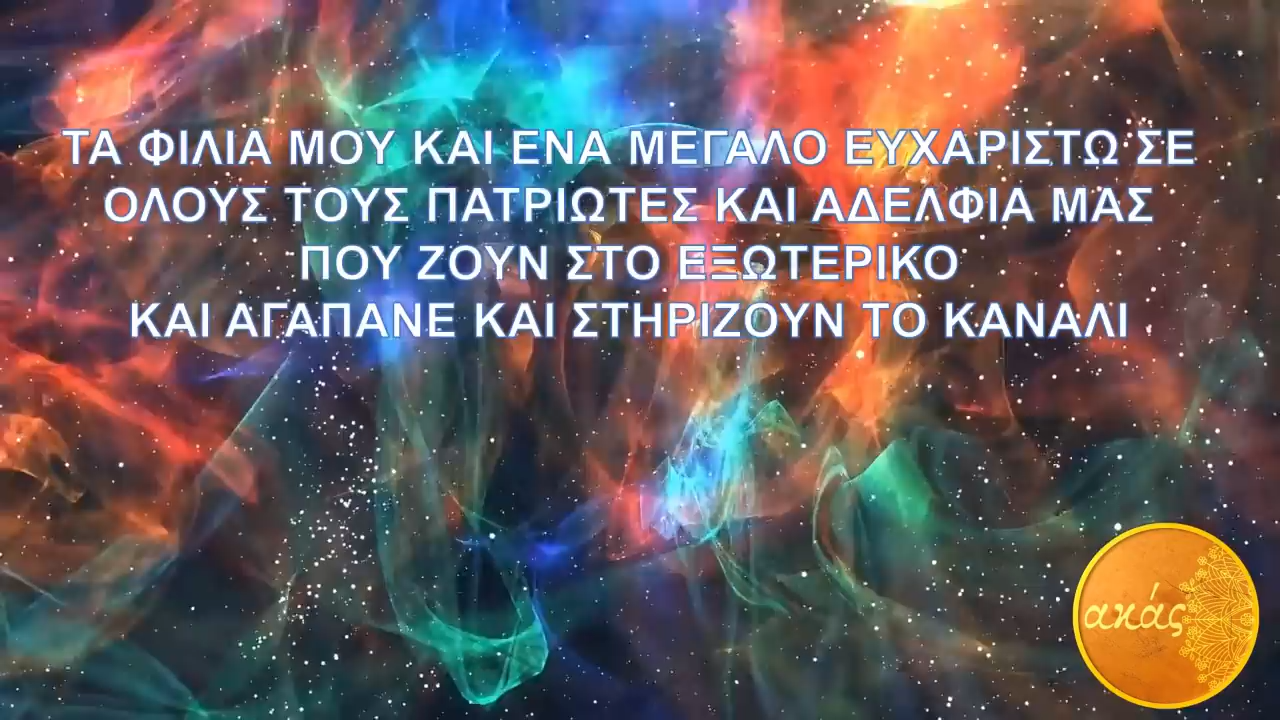 ΤΑ ΦΙΛΙΑ ΜΟΥ ΚΑΙ ΕΝΑ ΜΕΓΑΛΟ ΕΥΧΑΡΙΣΤΩ ΣΕ
ΟΛΟΥΣ ΤΟΥΣ ΠΑΤΡΙΩΤΕΣ ΚΑΙ ΑΔΕΛΦΙΑ ΜΑΣ
ΠΟΥ ΖΟΥΝ ΣΤΟ ΕΞΩΤΕΡΙΚΟ
ΚΑΙ ΑΓΑΠΑΝΕ ΚΑΙ ΣΤΗΡΙΖΟΥΝ ΤΟ ΚΑΝΑΛΙ
ακάς